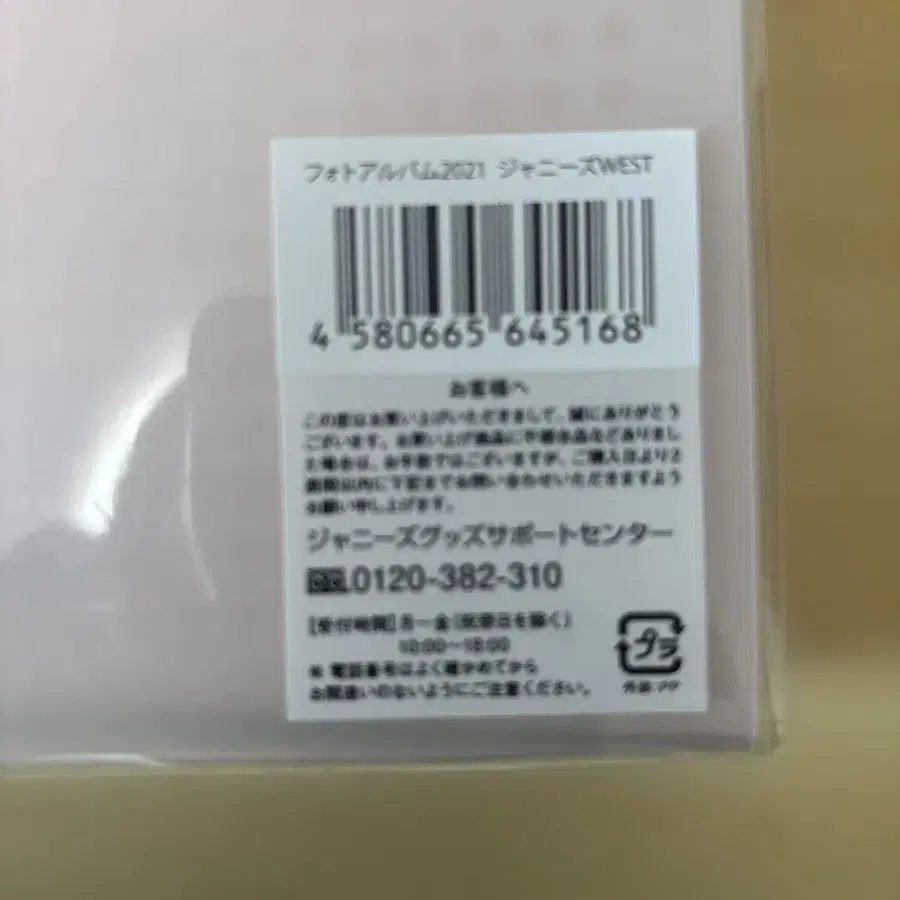 フォトアルバム2021 ジャニーズWEST
4 580665 645168
お客様へ
この度はお買い上げいただきまして、誠にありがとう
ございます。お買い上げ商品に不都合品などありまし
た場合は、お手数ではございますが、ご購入日より2
週間以内に下記までお問い合わせいただきますよう
お願い申し上げます。
ジャニーズグッズサポートセンター
0120-382-310
【受付時間】月〜金(祝祭日を除く)
10:00〜18:00
※ 電話番号はよく確かめてから
お間違いのないようにご注意ください。
プラ
外装:PP